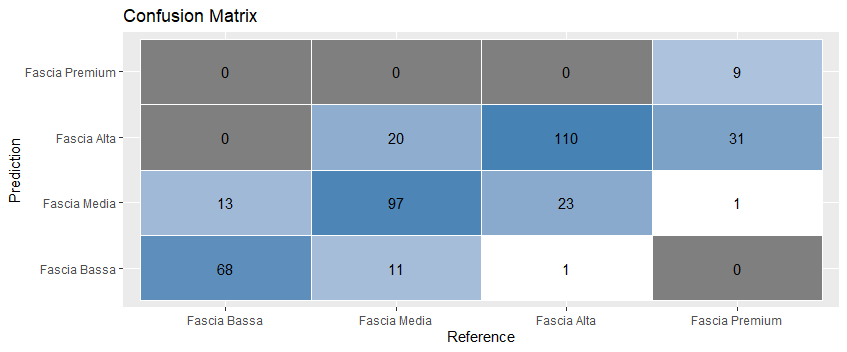 Confusion Matrix
Prediction
Fascia Premium 0 0 0 9
Fascia Alta 0 20 110 31
Fascia Media 13 97 23 1
Fascia Bassa 68 11 1 0
Fascia Bassa Fascia Media Fascia Alta Fascia Premium
Reference